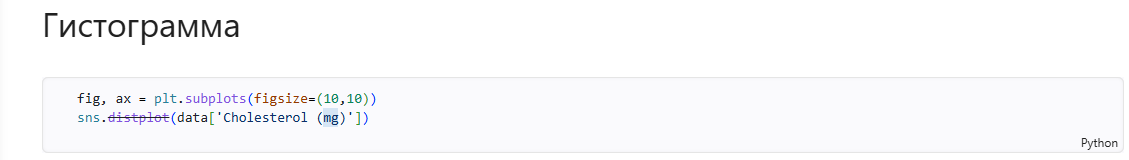 Гистограмма
fig, ax = plt.subplots(figsize=(10,10))
sns.distplot(data['Cholesterol (mg)'])
Python